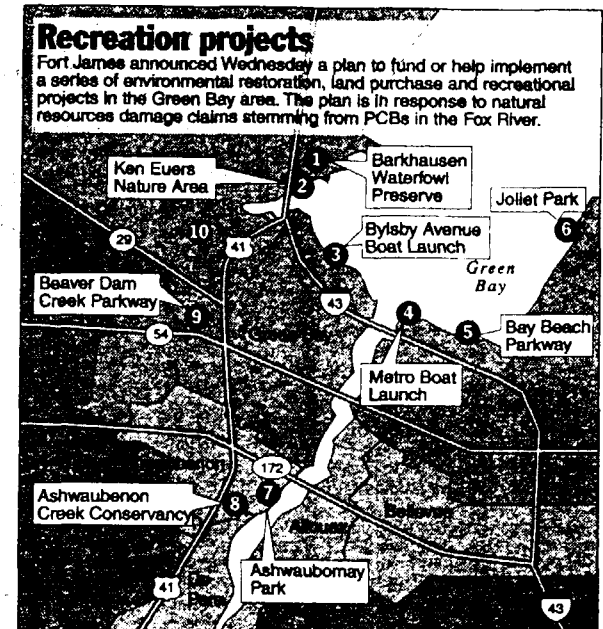 Recreation projects
Fort James announced Wednesday a plan to fund or help implement
a series of environmental restoration, land purchase and recreational
projects in the Green Bay area. The plan is in response to natural
resources damage claims stemming from PCBs in the Fox River.
1
Barkhausen
Waterfowl
Preserve
Ken Euers
Nature Area
2
Joliet Park
6
10
29
41
Bylsby Avenue
Boat Launch
3
Green
Bay
43
Beaver Dam
Creek Parkway
9
4
5
Bay Beach
Parkway
54
Metro Boat
Launch
172
Ashwaubenon
Creek Conservancy
8
7
Allouez
Bellevue
Ashwaubomay
Park
41
43